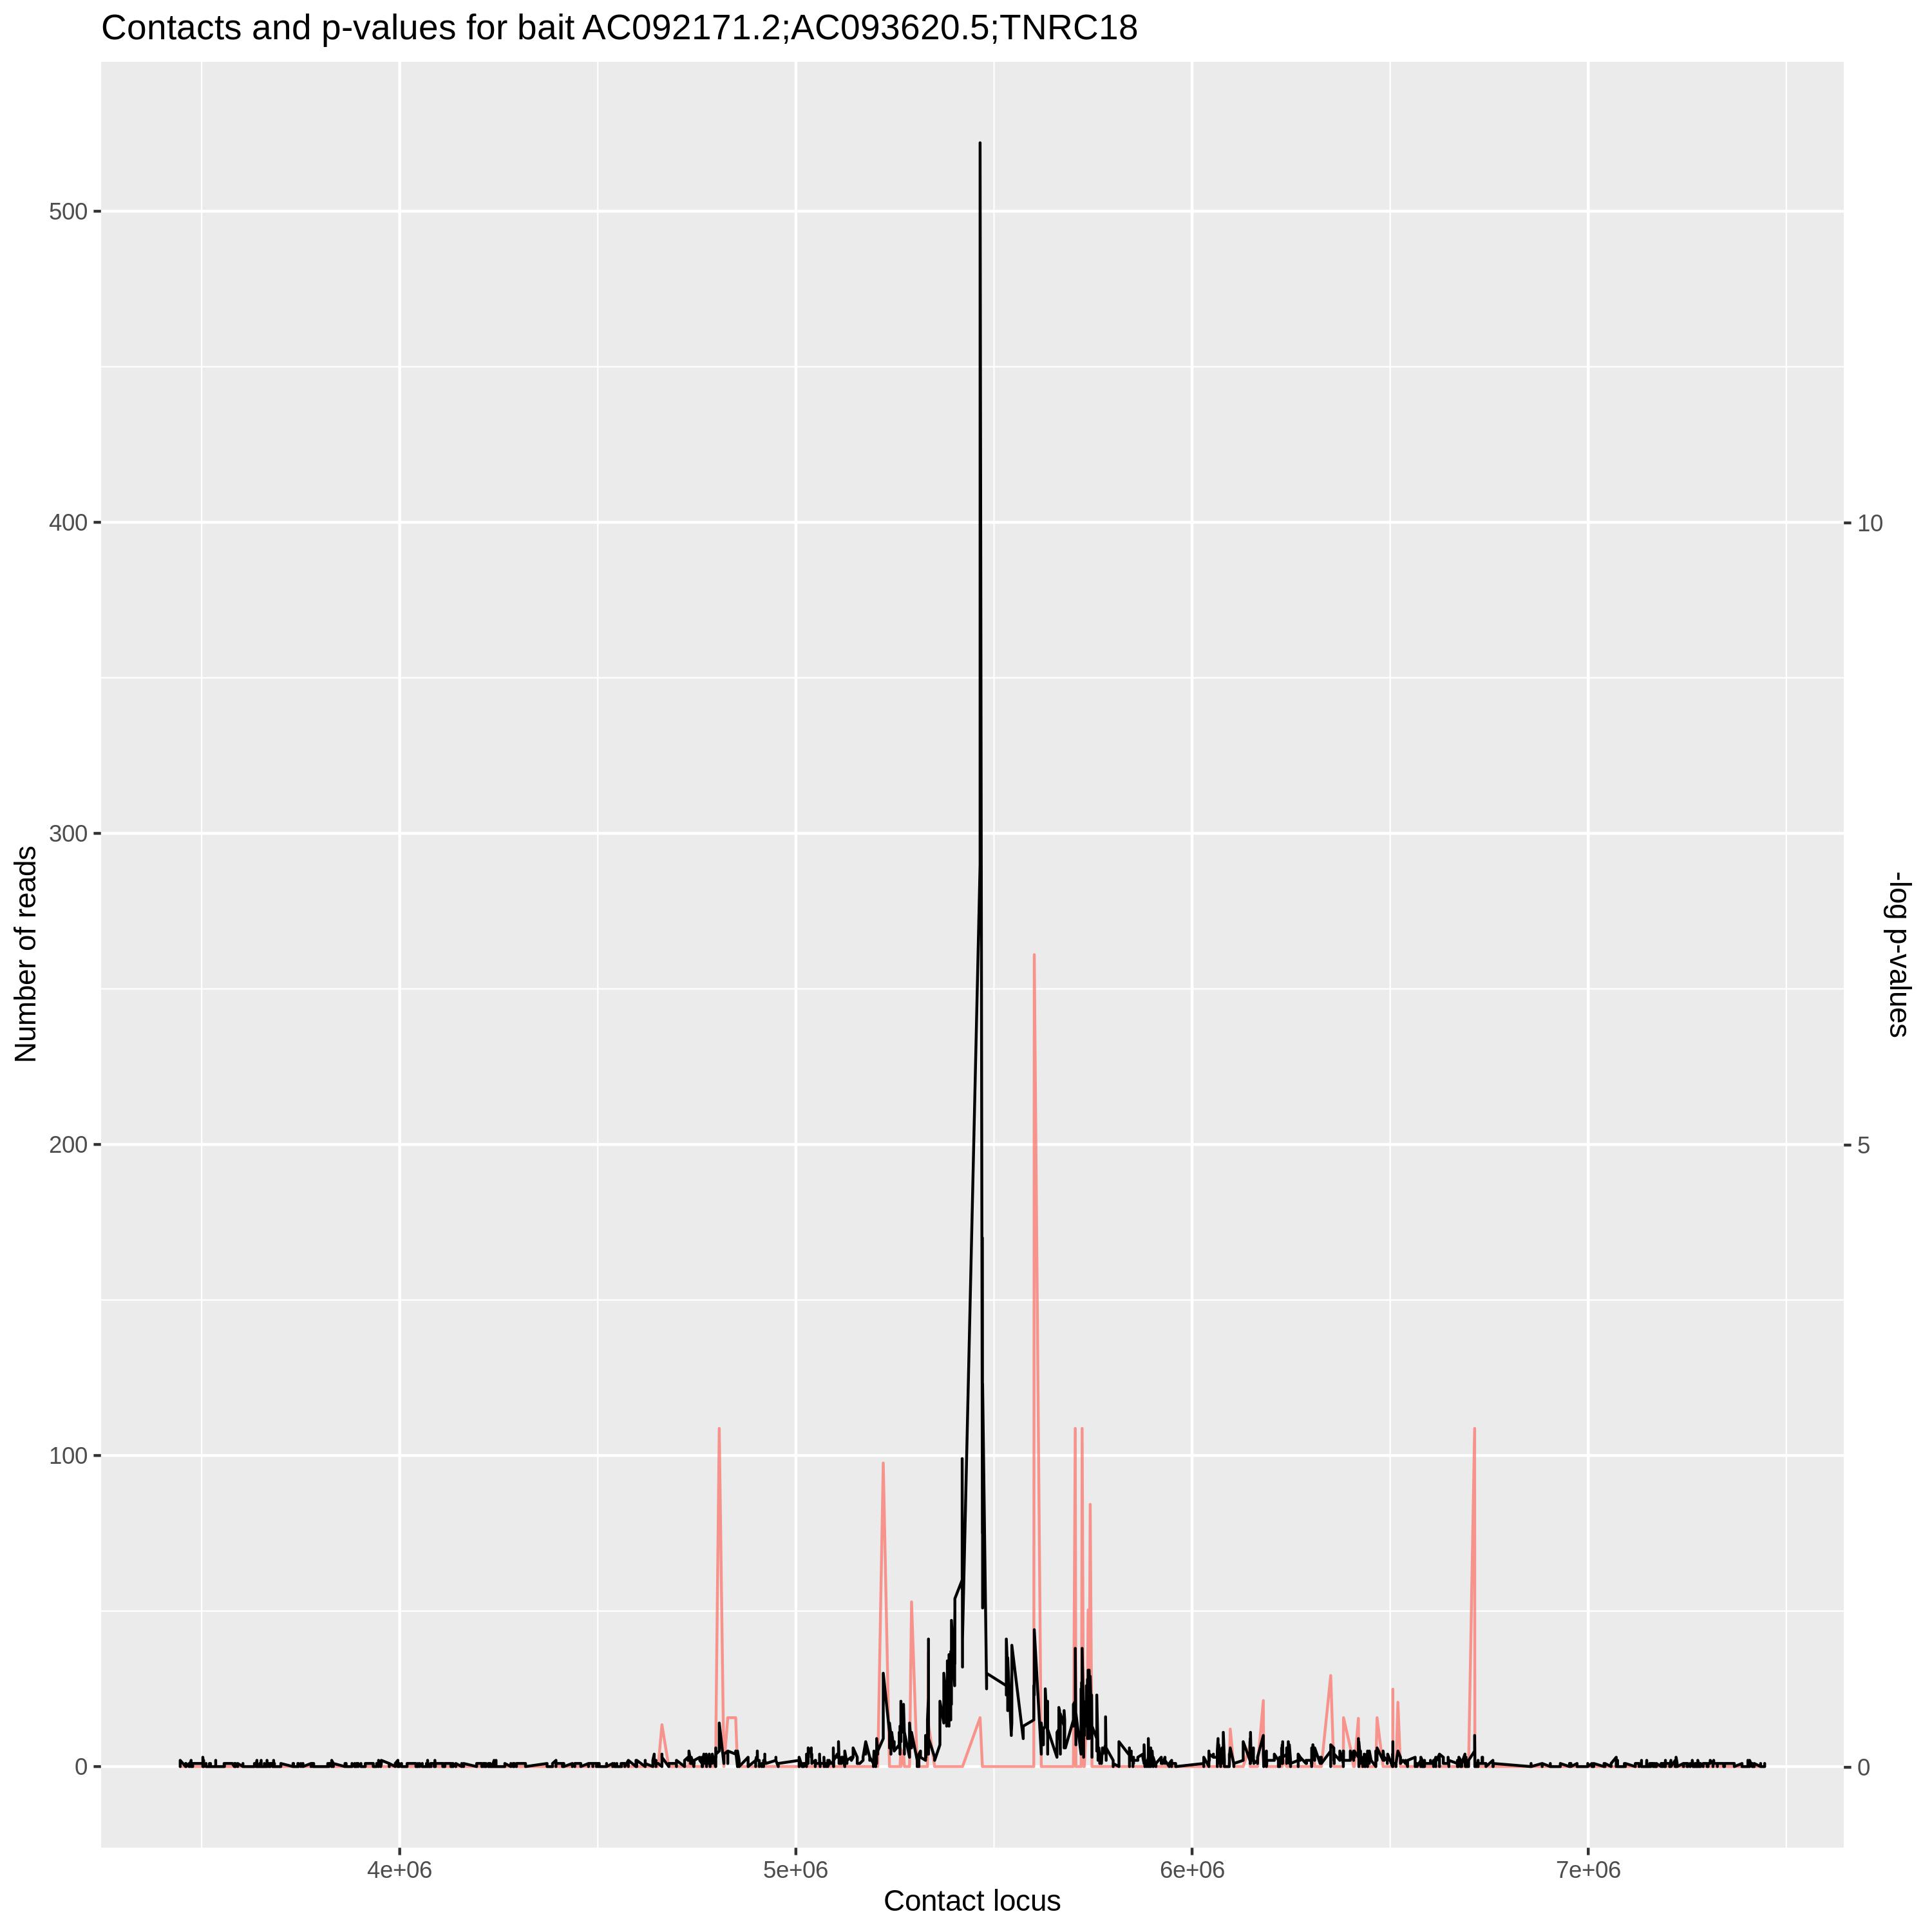 Contacts and p-values for bait AC092171.2;AC093620.5;TNRC18
500
400
300
200
100
0
10
5
0
Number of reads
-log p-values
4e+06
5e+06
6e+06
7e+06
Contact locus